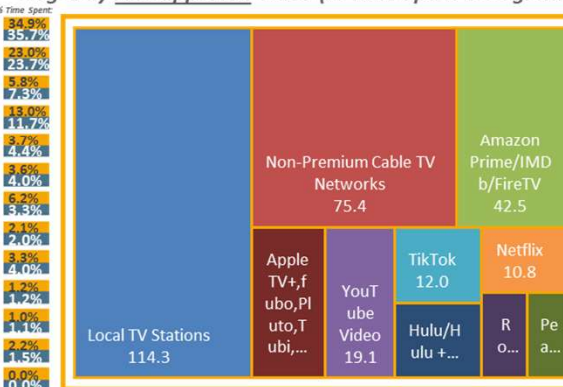 % Time Spent:
34.9%
35.7%
23.0%
23.7%
5.8%
7.3%
13.0%
11.7%
3.7%
4.4%
3.6%
4.0%
6.2%
3.3%
2.1%
2.0%
3.3%
4.0%
1.2%
1.2%
1.0%
1.1%
2.2%
1.5%
0.0%
0.0%
Local TV Stations
114.3
Non-Premium Cable TV
Networks
75.4
Amazon
Prime/IMD
b/FireTV
42.5
Apple
TV+,f
ubo,Pl
uto,T
ubi,...
YouT
ube
Video
19.1
TikTok
12.0
Hulu/H
ulu +...
Netflix
10.8
R
o...
Pe
a...